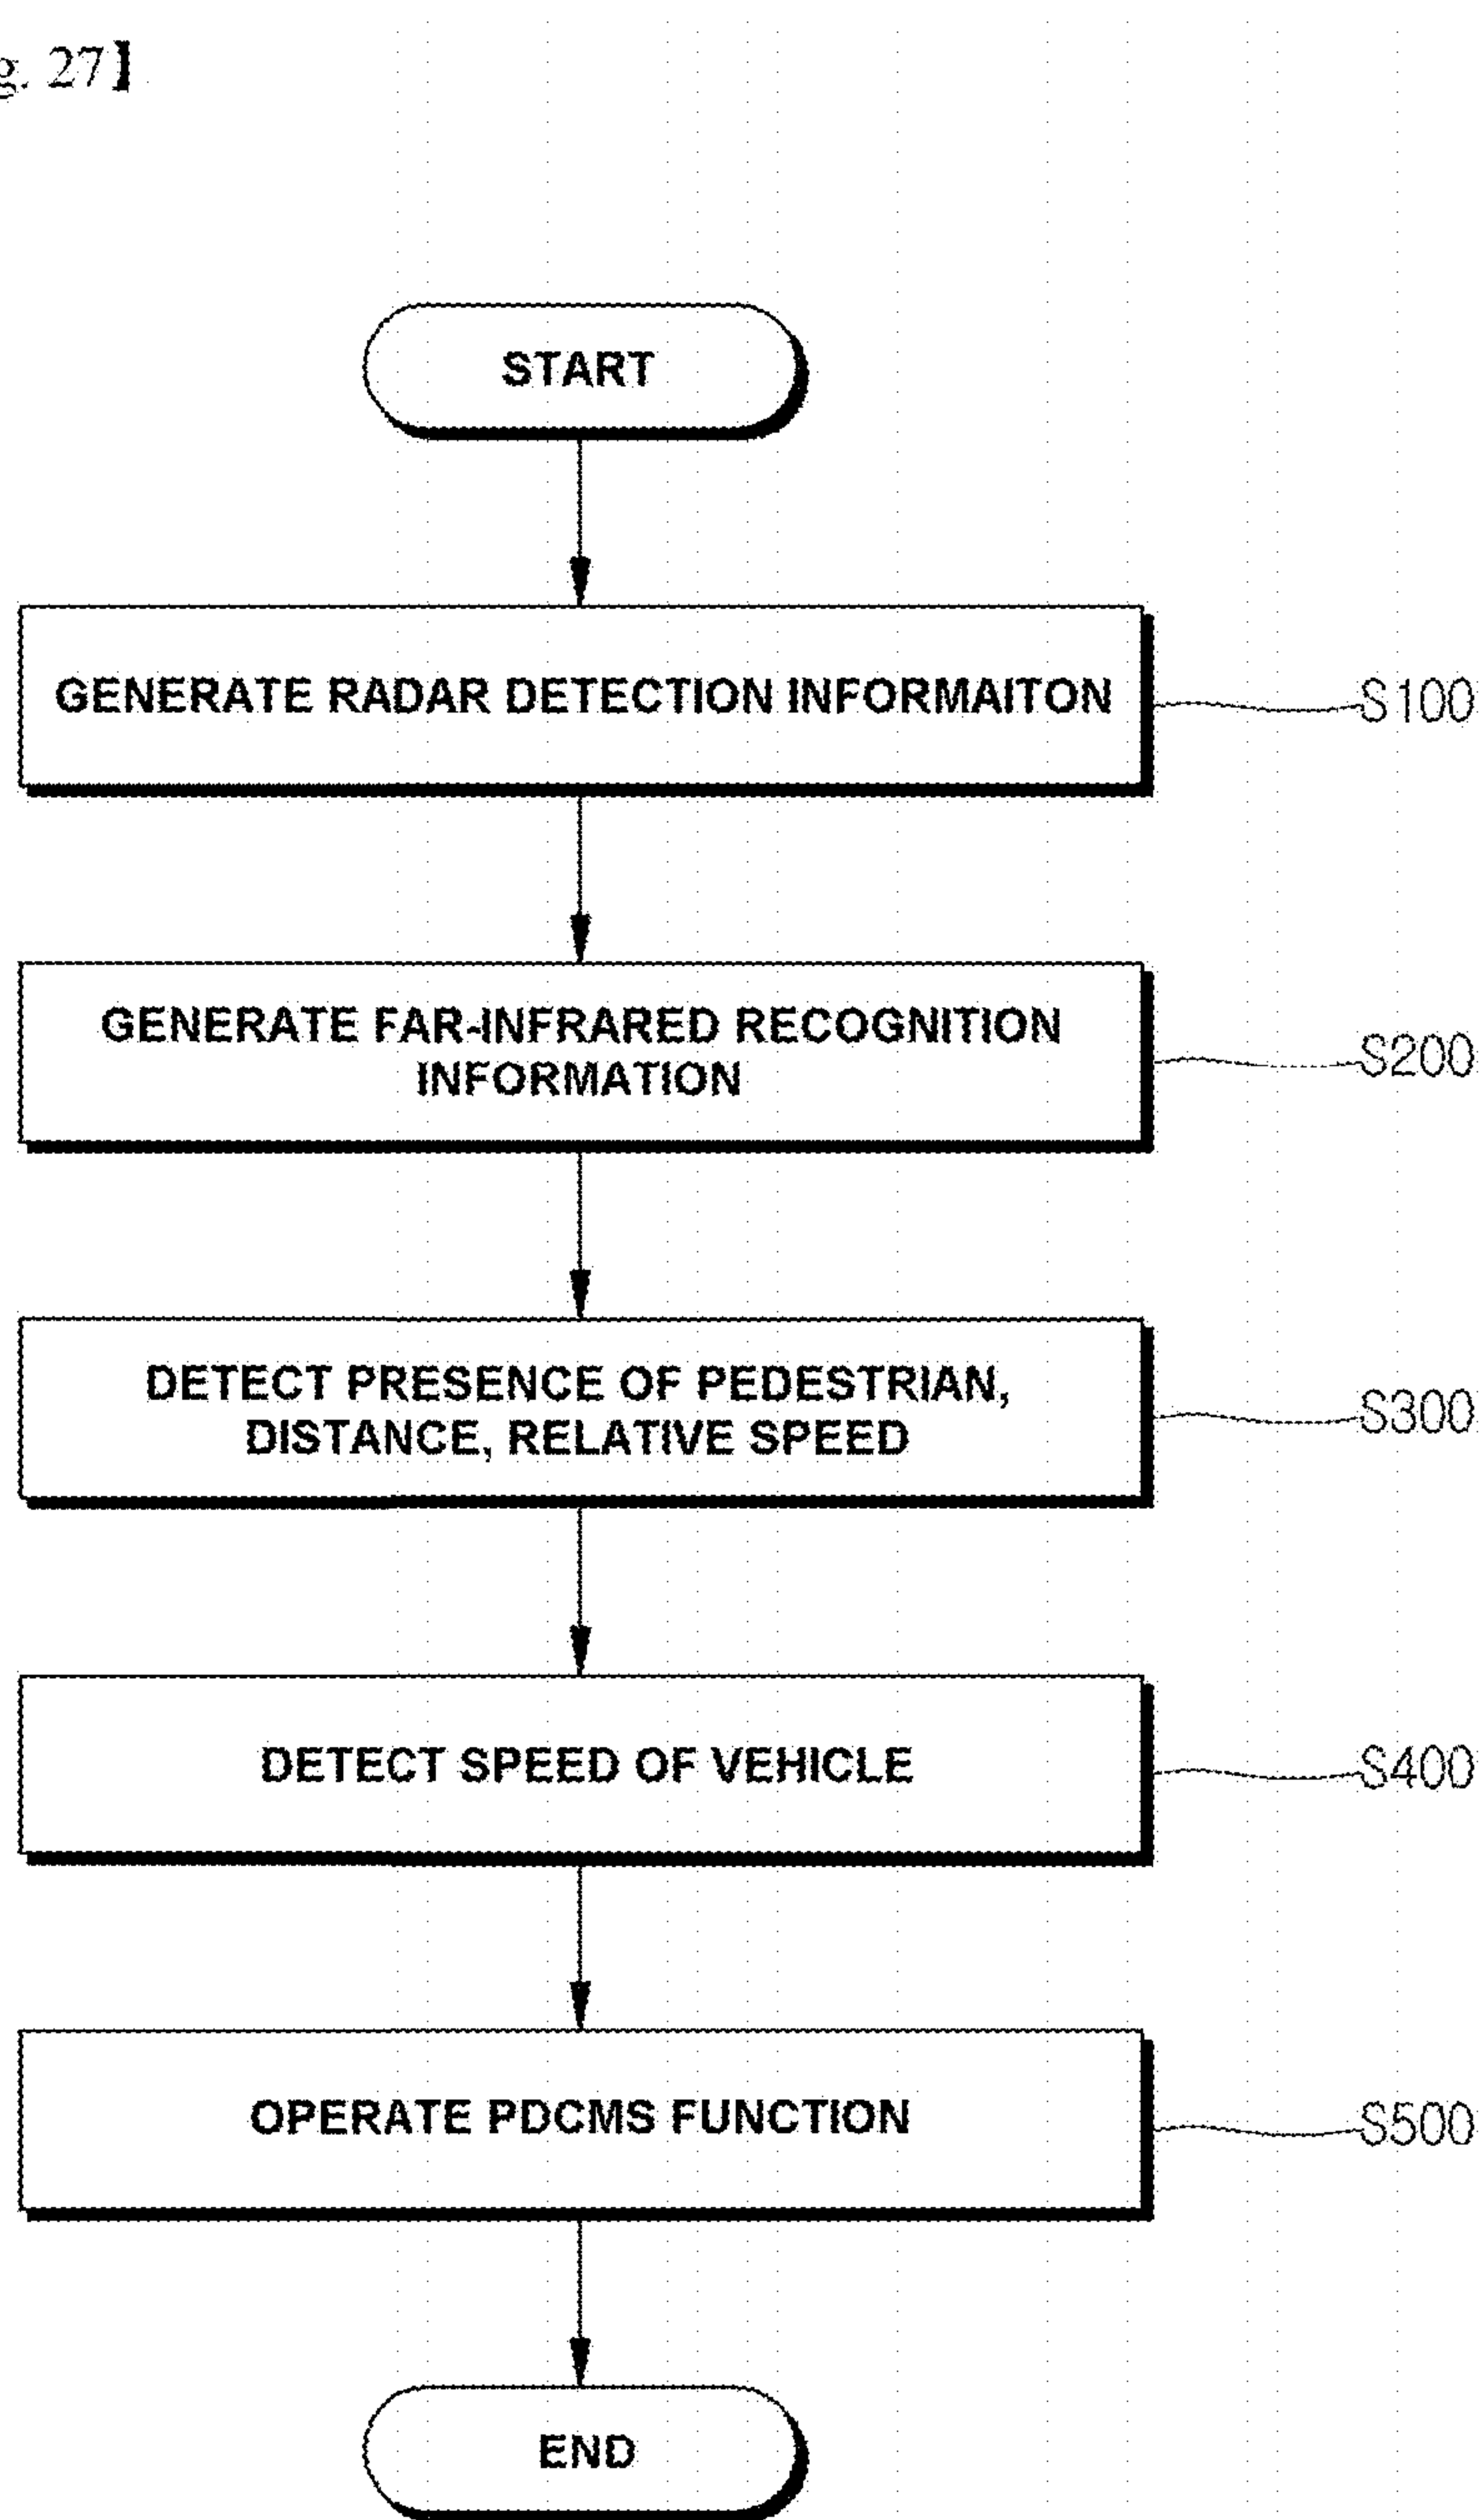 g. 27】
START
GENERATE RADAR DETECTION INFORMAITON
S100
GENERATE FAR-INFRARED RECOGNITION
INFORMATION
S200
DETECT PRESENCE OF PEDESTRIAN,
DISTANCE, RELATIVE SPEED
S300
DETECT SPEED OF VEHICLE
S400
OPERATE PDCMS FUNCTION
S500
END